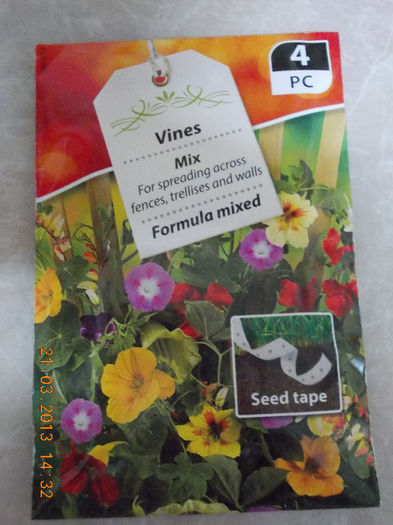 4
PC
Vines
Mix
For spreading across
fences, trellises and walls
Formula mixed
Seed tape
21.03.2013 14:32